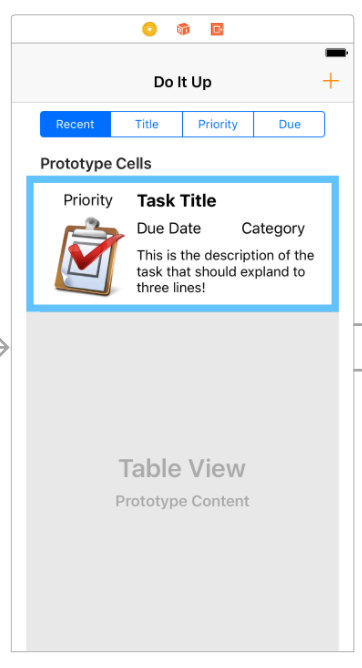 Do It Up
Recent Title Priority Due
Prototype Cells
Priority Task Title
Due Date Category
This is the description of the
task that should expland to
three lines!
Table View
Prototype Content